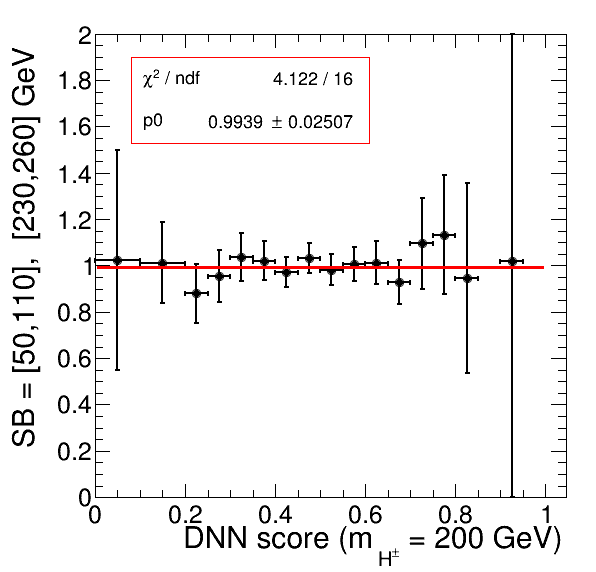 SB = [50,110], [230,260] GeV
2
1.8
1.6
1.4
1.2
1
0.8
0.6
0.4
0.2
0
χ² / ndf 4.122 / 16
p0 0.9939 ± 0.02507
0 0.2 0.4 0.6 0.8 1
DNN score (m_H± = 200 GeV)